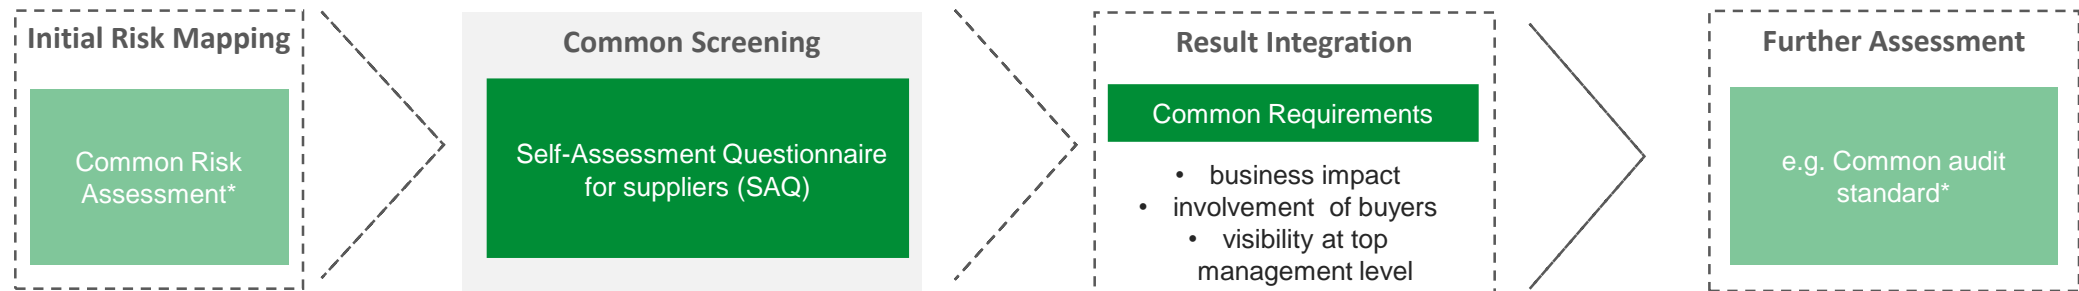 Initial Risk Mapping
Common Risk
Assessment*
Common Screening
Self-Assessment Questionnaire
for suppliers (SAQ)
Result Integration
Common Requirements
• business impact
• involvement of buyers
• visibility at top
management level
Further Assessment
e.g. Common audit
standard*